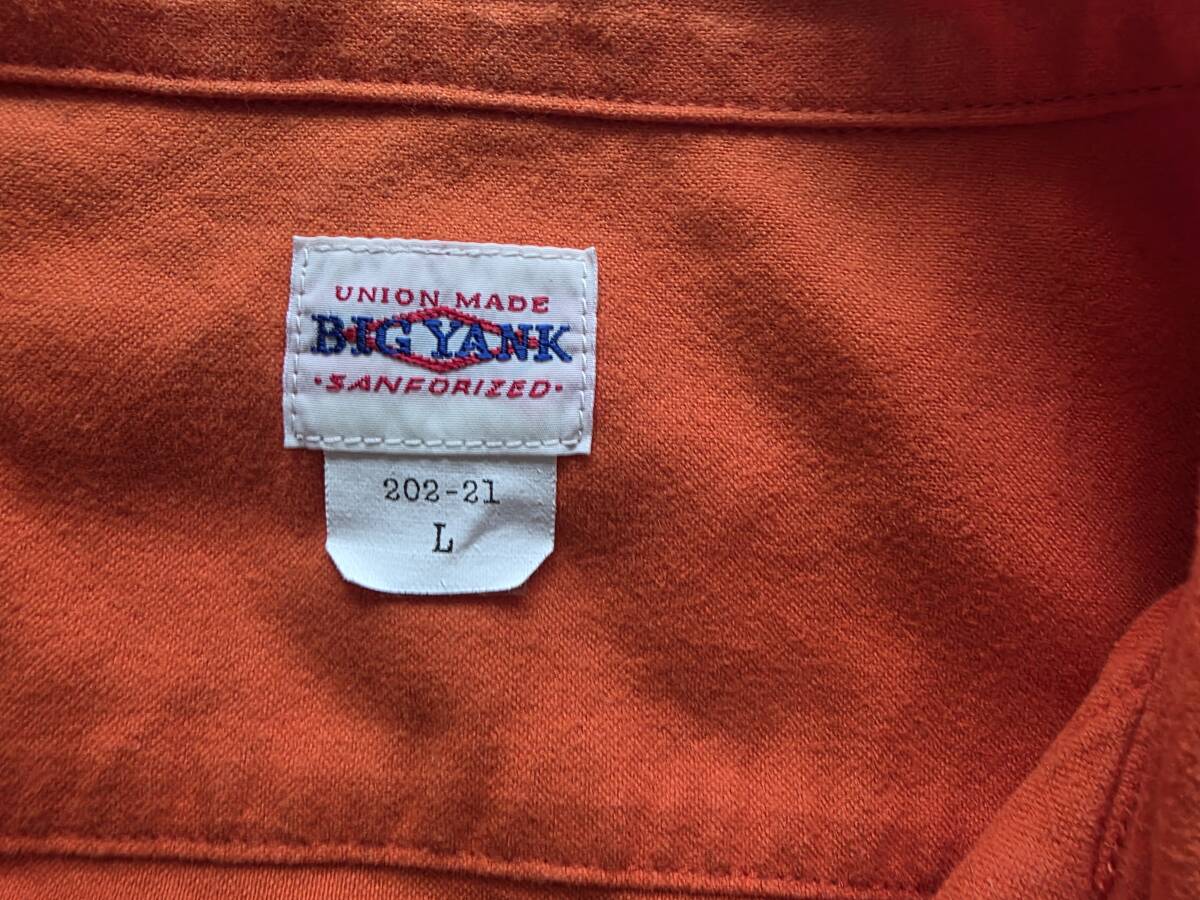 UNION MADE
BIG YANK
·SANFORIZED·
202-21
L